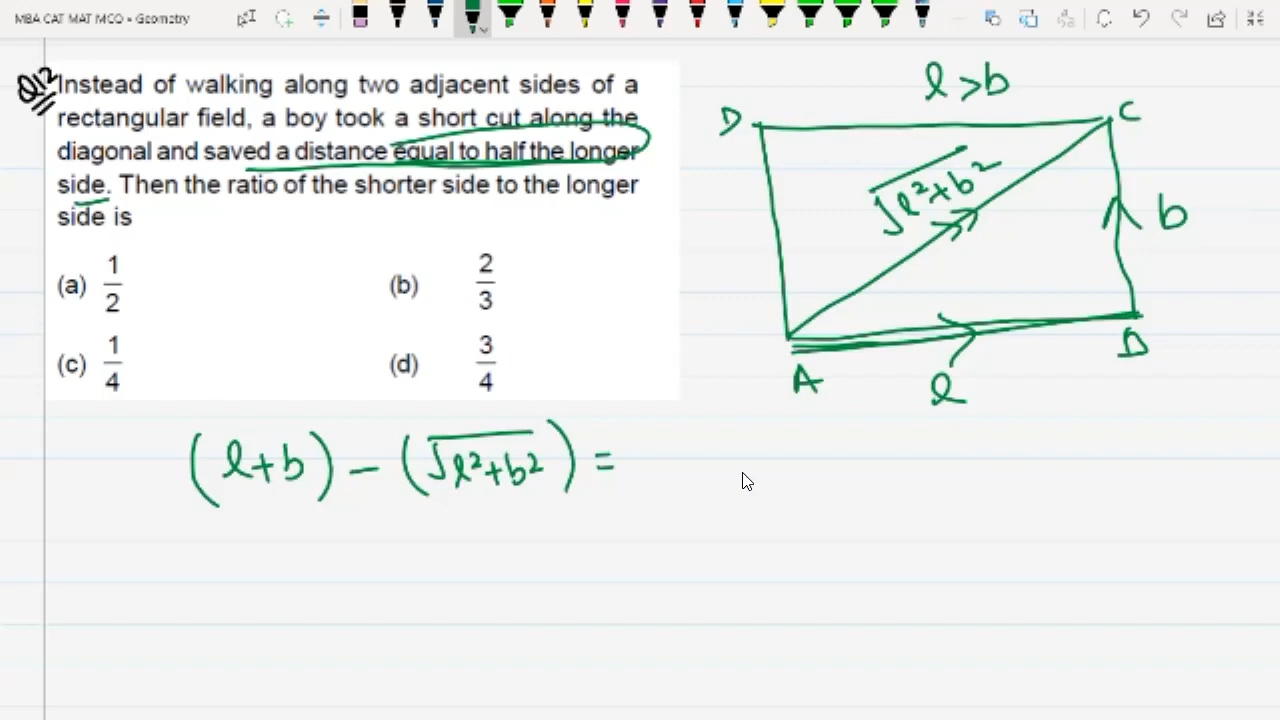 MBA CAT MAT MCQ • Geometry
Q12
Instead of walking along two adjacent sides of a
rectangular field, a boy took a short cut along the
diagonal and saved a distance equal to half the longer
side. Then the ratio of the shorter side to the longer
side is
(a) 1/2 (b) 2/3
(c) 1/4 (d) 3/4
l > b
D C
√l²+b²
b
A D
l
(l+b) - (√l²+b²) =